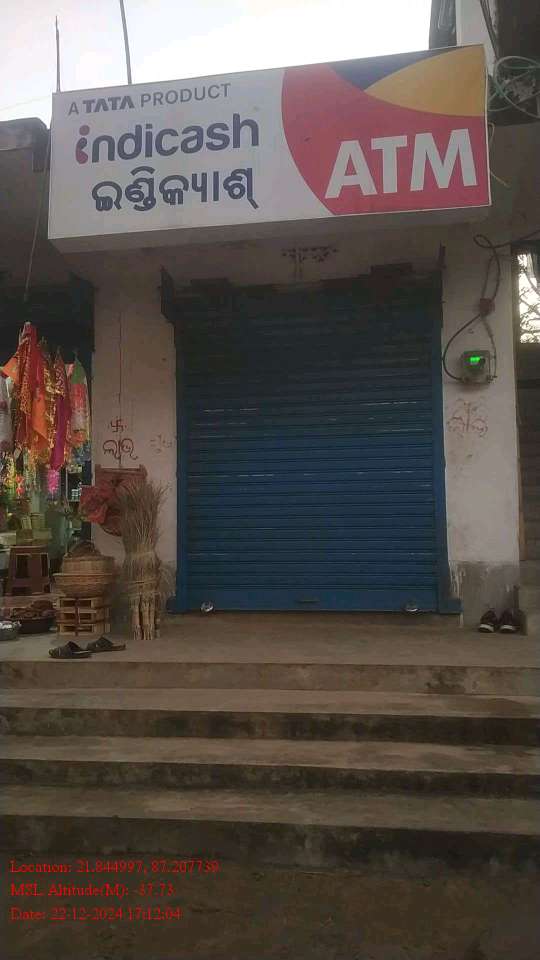 A TATA PRODUCT
indicash
ଇଣ୍ଡିକ୍ୟାଶ୍
ATM
ଲାଭ
Location: 21.844997, 87.207739
MSL Altitude(M): -37.73
Date: 22-12-2024 17:12:04